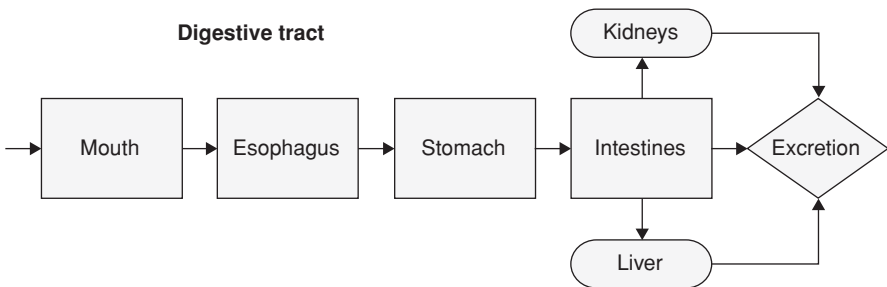 Digestive tract
Kidneys
Mouth
Esophagus
Stomach
Intestines
Excretion
Liver